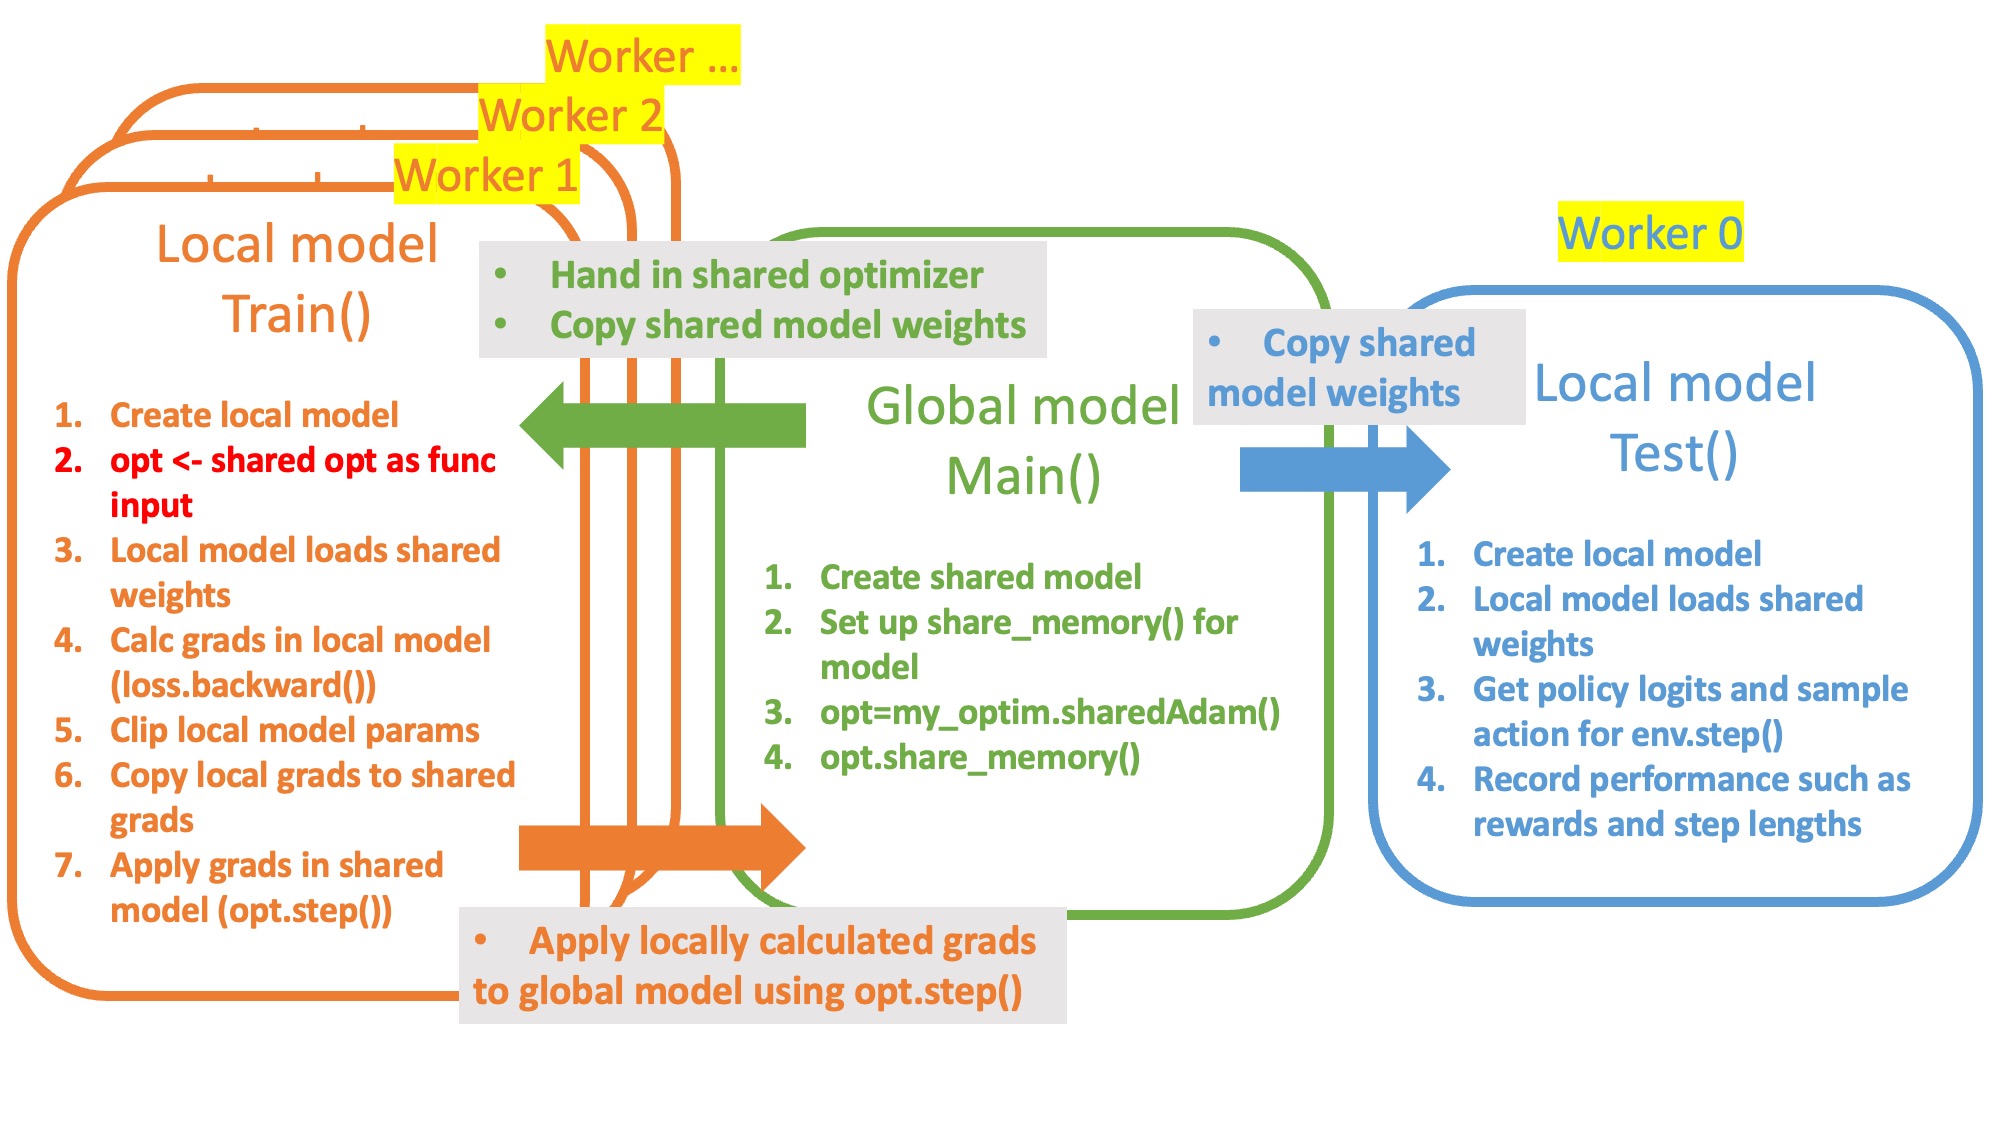 Worker ...
Worker 2
Worker 1
Local model
Train()
1. Create local model
2. opt <- shared opt as func
input
3. Local model loads shared
weights
4. Calc grads in local model
(loss.backward())
5. Clip local model params
6. Copy local grads to shared
grads
7. Apply grads in shared
model (opt.step())
• Hand in shared optimizer
• Copy shared model weights
Global model
Main()
1. Create shared model
2. Set up share_memory() for
model
3. opt=my_optim.sharedAdam()
4. opt.share_memory()
• Apply locally calculated grads
to global model using opt.step()
• Copy shared
model weights
Worker 0
Local model
Test()
1. Create local model
2. Local model loads shared
weights
3. Get policy logits and sample
action for env.step()
4. Record performance such as
rewards and step lengths